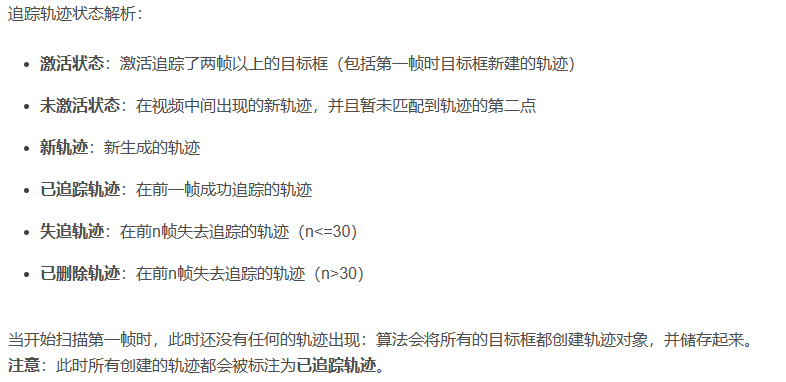 追踪轨迹状态解析：
• 激活状态：激活追踪了两帧以上的目标框（包括第一帧时目标框新建的轨迹）
• 未激活状态：在视频中间出现的新轨迹，并且暂未匹配到轨迹的第二点
• 新轨迹：新生成的轨迹
• 已追踪轨迹：在前一帧成功追踪的轨迹
• 失追轨迹：在前n帧失去追踪的轨迹（n<=30）
• 已删除轨迹：在前n帧失去追踪的轨迹（n>30）
当开始扫描第一帧时，此时还没有任何的轨迹出现：算法会将所有的目标框都创建轨迹对象，并储存起来。
注意：此时所有创建的轨迹都会被标注为已追踪轨迹。